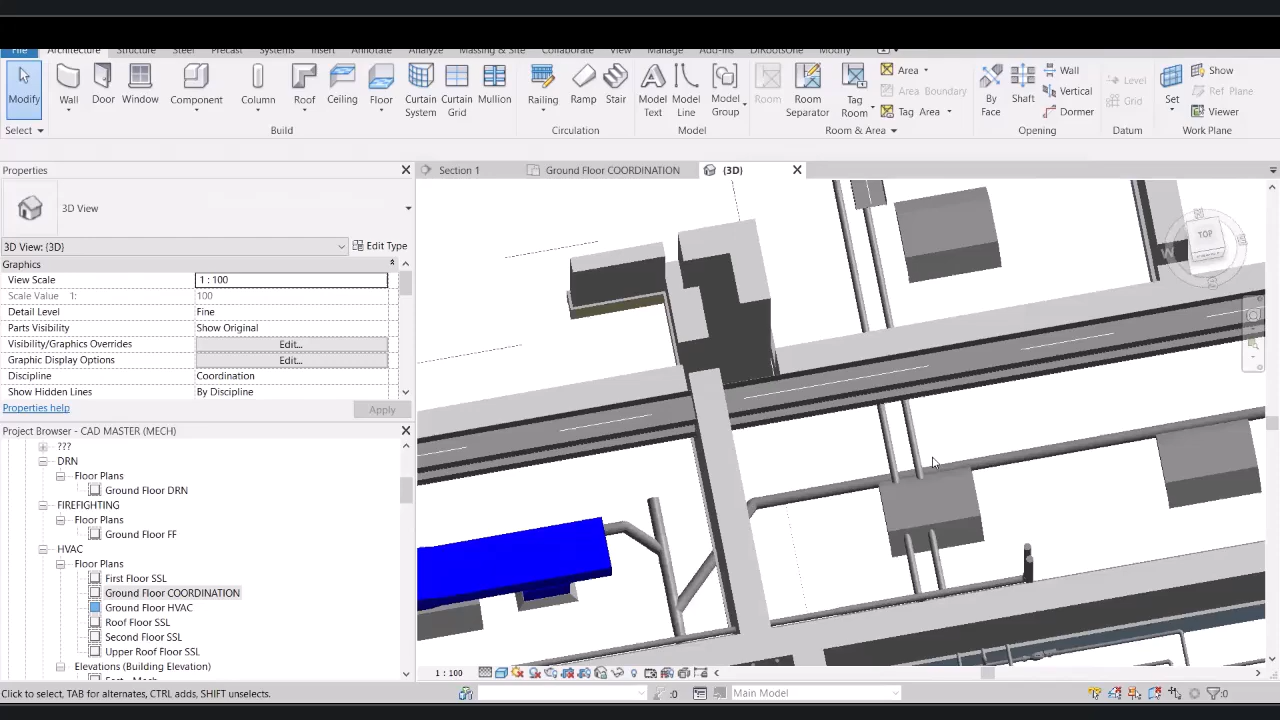 File Architecture Structure Steel Precast Systems Insert Annotate Analyze Massing & Site Collaborate View Manage Add-Ins DiRootsOne Modify
Modify Wall Door Window Component Column Roof Ceiling Floor Curtain System Curtain Grid Mullion Railing Ramp Stair Model Text Model Line Model Group Room Room Separator Tag Room Area Area Boundary Tag Area By Face Shaft Wall Vertical Dormer Level Grid Set Show Ref Plane Viewer
Select Build Circulation Model Room & Area Opening Datum Work Plane
Properties
Section 1 Ground Floor COORDINATION (3D)
3D View
3D View: {3D} Edit Type
Graphics
View Scale 1 : 100
Scale Value 1: 100
Detail Level Fine
Parts Visibility Show Original
Visibility/Graphics Overrides Edit...
Graphic Display Options Edit...
Discipline Coordination
Show Hidden Lines By Discipline
Properties help Apply
Project Browser - CAD MASTER (MECH)
???
DRN
Floor Plans
Ground Floor DRN
FIREFIGHTING
Floor Plans
Ground Floor FF
HVAC
Floor Plans
First Floor SSL
Ground Floor COORDINATION
Ground Floor HVAC
Roof Floor SSL
Second Floor SSL
Upper Roof Floor SSL
Elevations (Building Elevation)
TOP
W
1 : 100
Click to select, TAB for alternates, CTRL adds, SHIFT unselects.
:0 Main Model :0